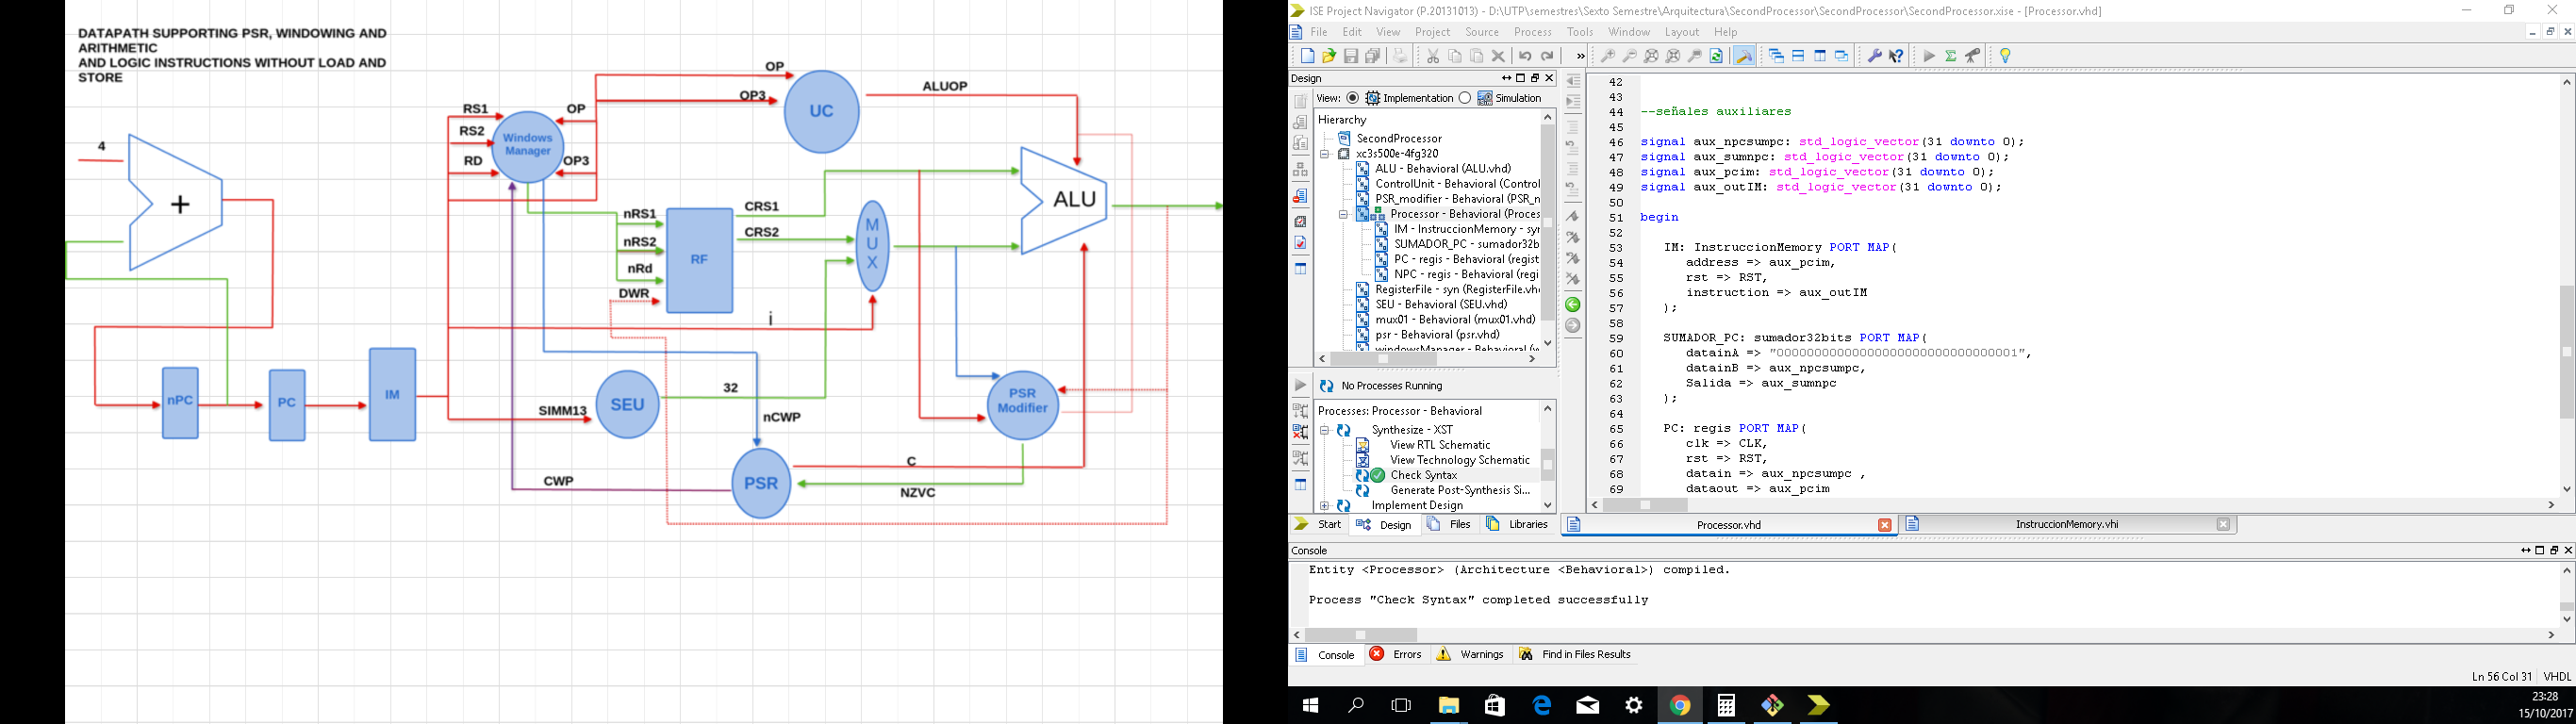 DATAPATH SUPPORTING PSR, WINDOWING AND
ARITHMETIC
AND LOGIC INSTRUCTIONS WITHOUT LOAD AND
STORE
4
+
RS1
RS2
RD
OP
OP3
Windows
Manager
OP
OP3
UC
ALUOP
nRS1
nRS2
nRd
DWR
RF
CRS1
CRS2
M
U
X
ALU
i
nPC
PC
IM
SIMM13
SEU
32
nCWP
PSR
Modifier
CWP
PSR
C
NZVC
ISE Project Navigator (P.20131013) - D:\UTP\semestres\Sexto Semestre\Arquitectura\SecondProcessor\SecondProcessor\SecondProcessor.xise - [Processor.vhd]
File Edit View Project Source Process Tools Window Layout Help
Design
View: Implementation Simulation
Hierarchy
SecondProcessor
xc3s500e-4fg320
ALU - Behavioral (ALU.vhd)
ControlUnit - Behavioral (Control
PSR_modifier - Behavioral (PSR_n
Processor - Behavioral (Proces
IM - InstruccionMemory - syr
SUMADOR_PC - sumador32b
PC - regis - Behavioral (regist
NPC - regis - Behavioral (regi
RegisterFile - syn (RegisterFile.vh
SEU - Behavioral (SEU.vhd)
mux01 - Behavioral (mux01.vhd)
psr - Behavioral (psr.vhd)
windowsManager - Behavioral (w
No Processes Running
Processes: Processor - Behavioral
Synthesize - XST
View RTL Schematic
View Technology Schematic
Check Syntax
Generate Post-Synthesis Si...
Implement Design
Start Design Files Libraries
42
43
44 --señales auxiliares
45
46 signal aux_npcsumpc: std_logic_vector(31 downto 0);
47 signal aux_sumnpc: std_logic_vector(31 downto 0);
48 signal aux_pcim: std_logic_vector(31 downto 0);
49 signal aux_outIM: std_logic_vector(31 downto 0);
50
51 begin
52
53 IM: InstruccionMemory PORT MAP(
54 address => aux_pcim,
55 rst => RST,
56 instruction => aux_outIM
57 );
58
59 SUMADOR_PC: sumador32bits PORT MAP(
60 datainA => "00000000000000000000000000000001",
61 datainB => aux_npcsumpc,
62 Salida => aux_sumnpc
63 );
64
65 PC: regis PORT MAP(
66 clk => CLK,
67 rst => RST,
68 datain => aux_npcsumpc ,
69 dataout => aux_pcim
Processor.vhd InstruccionMemory.vhi
Console
Entity <Processor> (Architecture <Behavioral>) compiled.
Process "Check Syntax" completed successfully
Console Errors Warnings Find in Files Results
Ln 56 Col 31 VHDL
23:28
15/10/2017